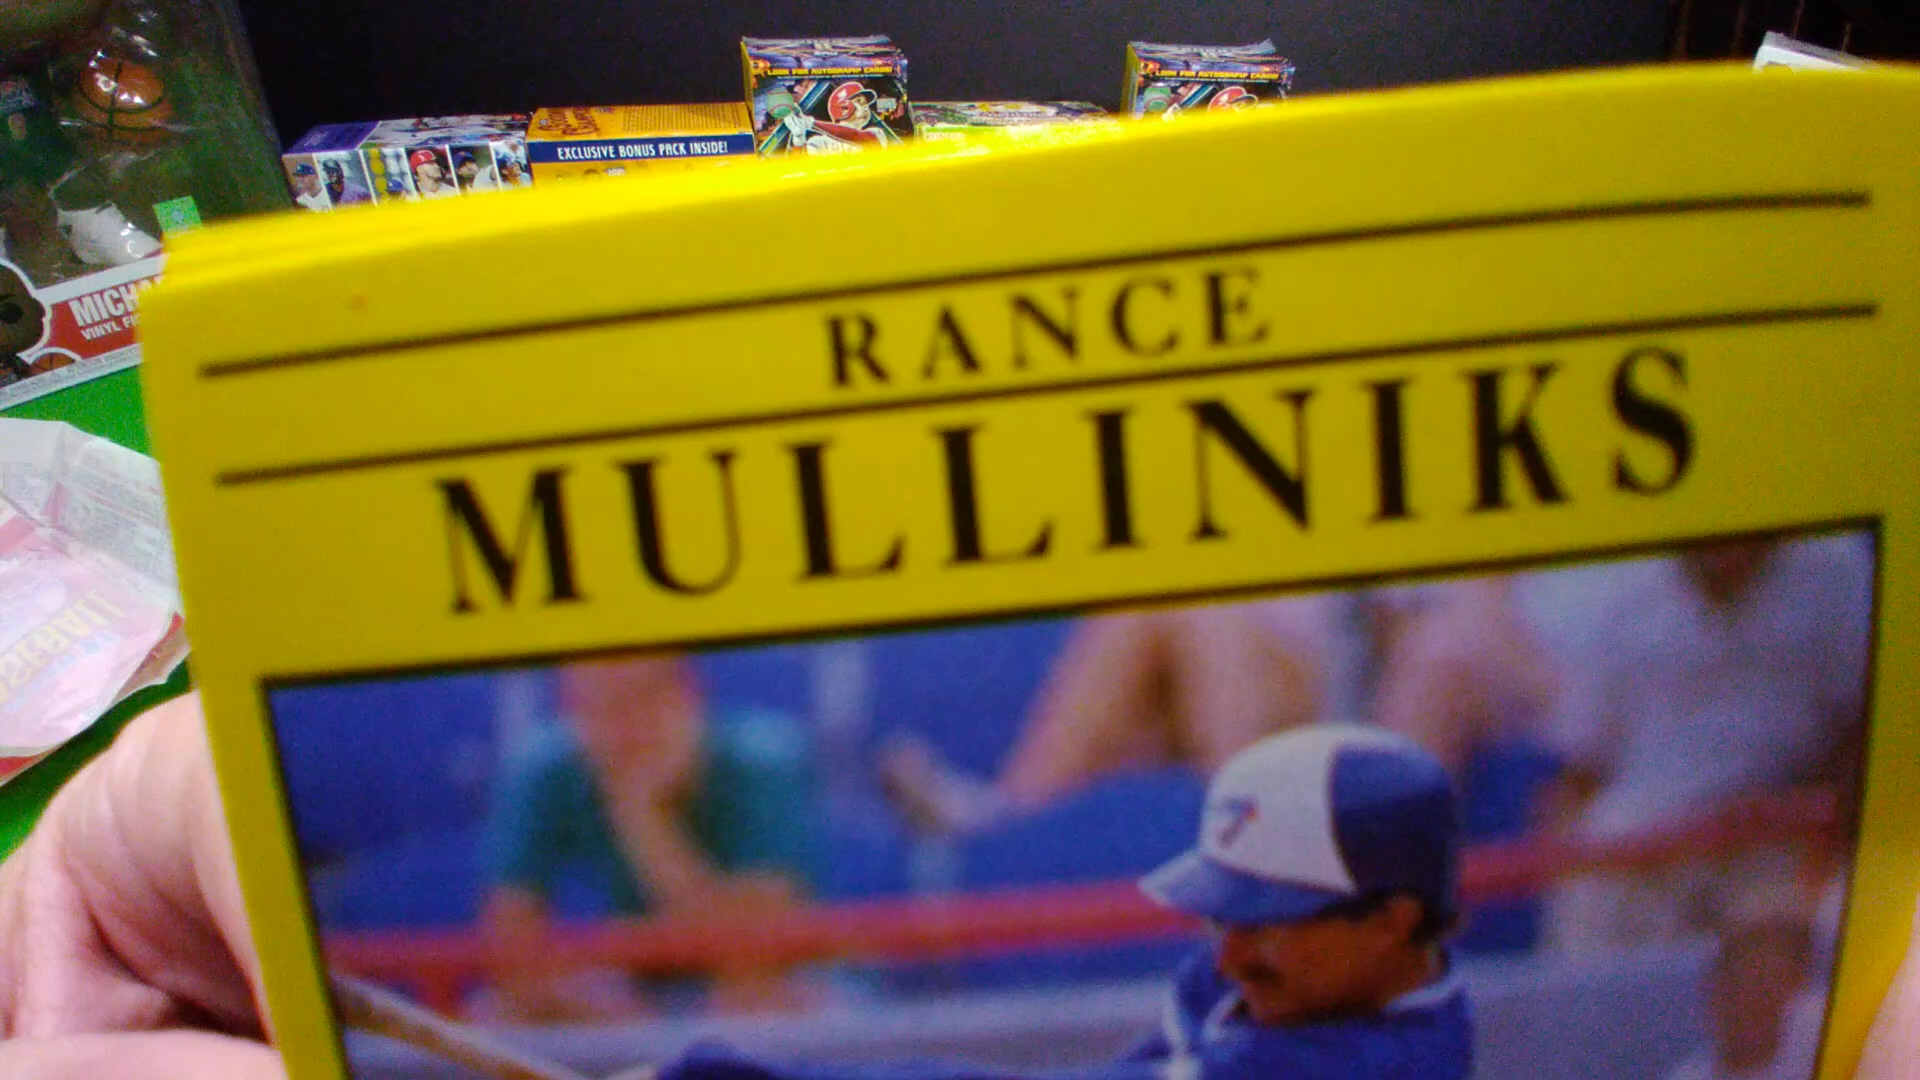 LOOK FOR AUTOGRAPH CARDS!
LOOK FOR AUTOGRAPH CARDS!
EXCLUSIVE BONUS PACK INSIDE!
MICHA
VINYL FI
RANCE
MULLINIKS